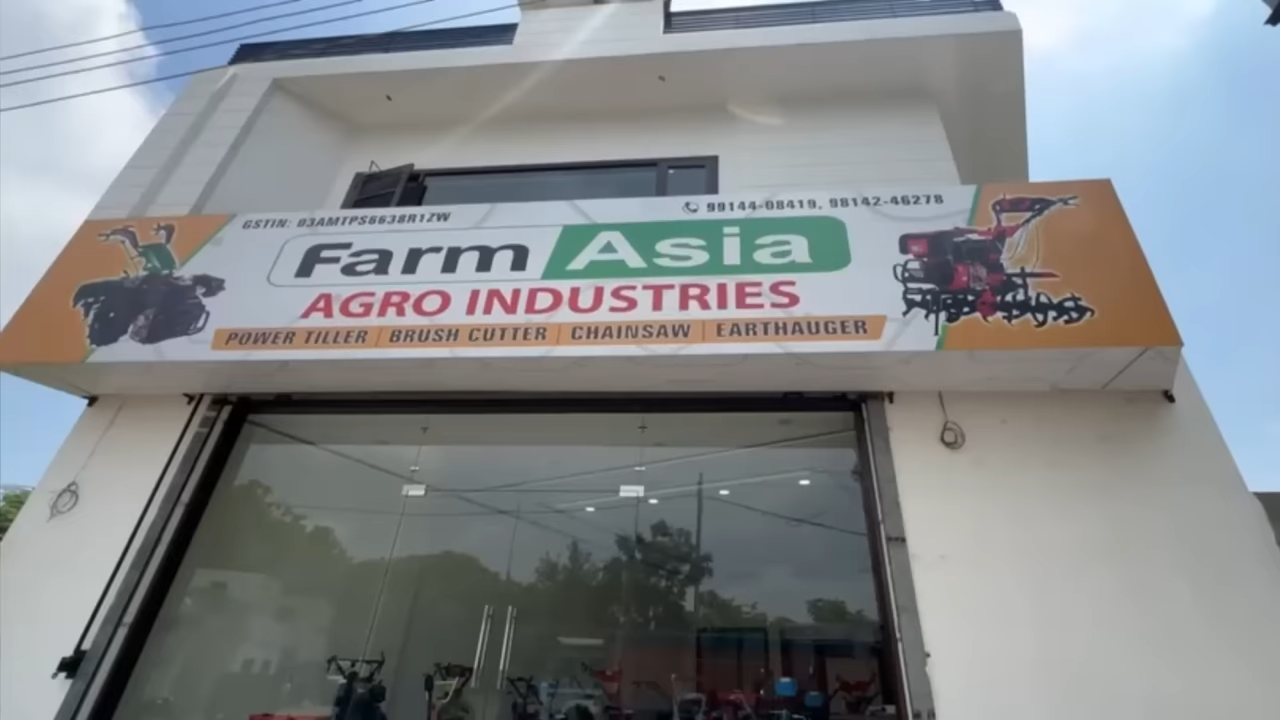 GSTIN: 03AMTPS6638R1ZW
99144-08419, 98142-46278
Farm Asia
AGRO INDUSTRIES
POWER TILLER | BRUSH CUTTER | CHAINSAW | EARTHAUGER